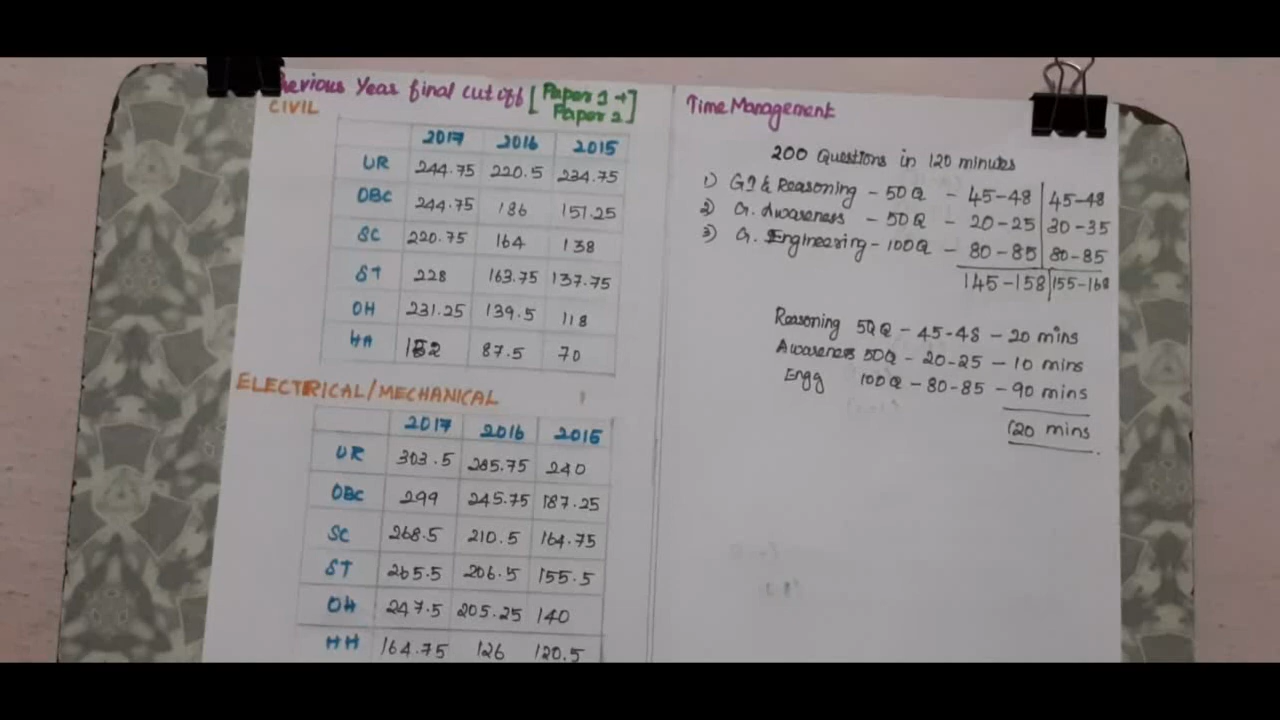 Previous Year final cut off [Paper 1 +
Paper 2]
CIVIL
2017 2016 2015
UR 244.75 220.5 234.75
OBC 244.75 186 151.25
SC 220.75 164 138
ST 228 163.75 137.75
OH 231.25 139.5 118
HH 152 87.5 70
ELECTRICAL/MECHANICAL
2017 2016 2015
UR 303.5 285.75 240
OBC 299 245.75 187.25
SC 268.5 210.5 164.75
ST 265.5 206.5 155.5
OH 247.5 205.25 140
HH 164.75 126 120.5
Time Management
200 Questions in 120 minutes
1) GI & Reasoning - 50Q - 45-48 45-48
2) G. Awareness - 50Q - 20-25 30-35
3) G. Engineering - 100Q - 80-85 80-85
145-158 155-168
Reasoning 50Q - 45-48 - 20 mins
Awareness 50Q - 20-25 - 10 mins
Engg 100Q - 80-85 - 90 mins
120 mins